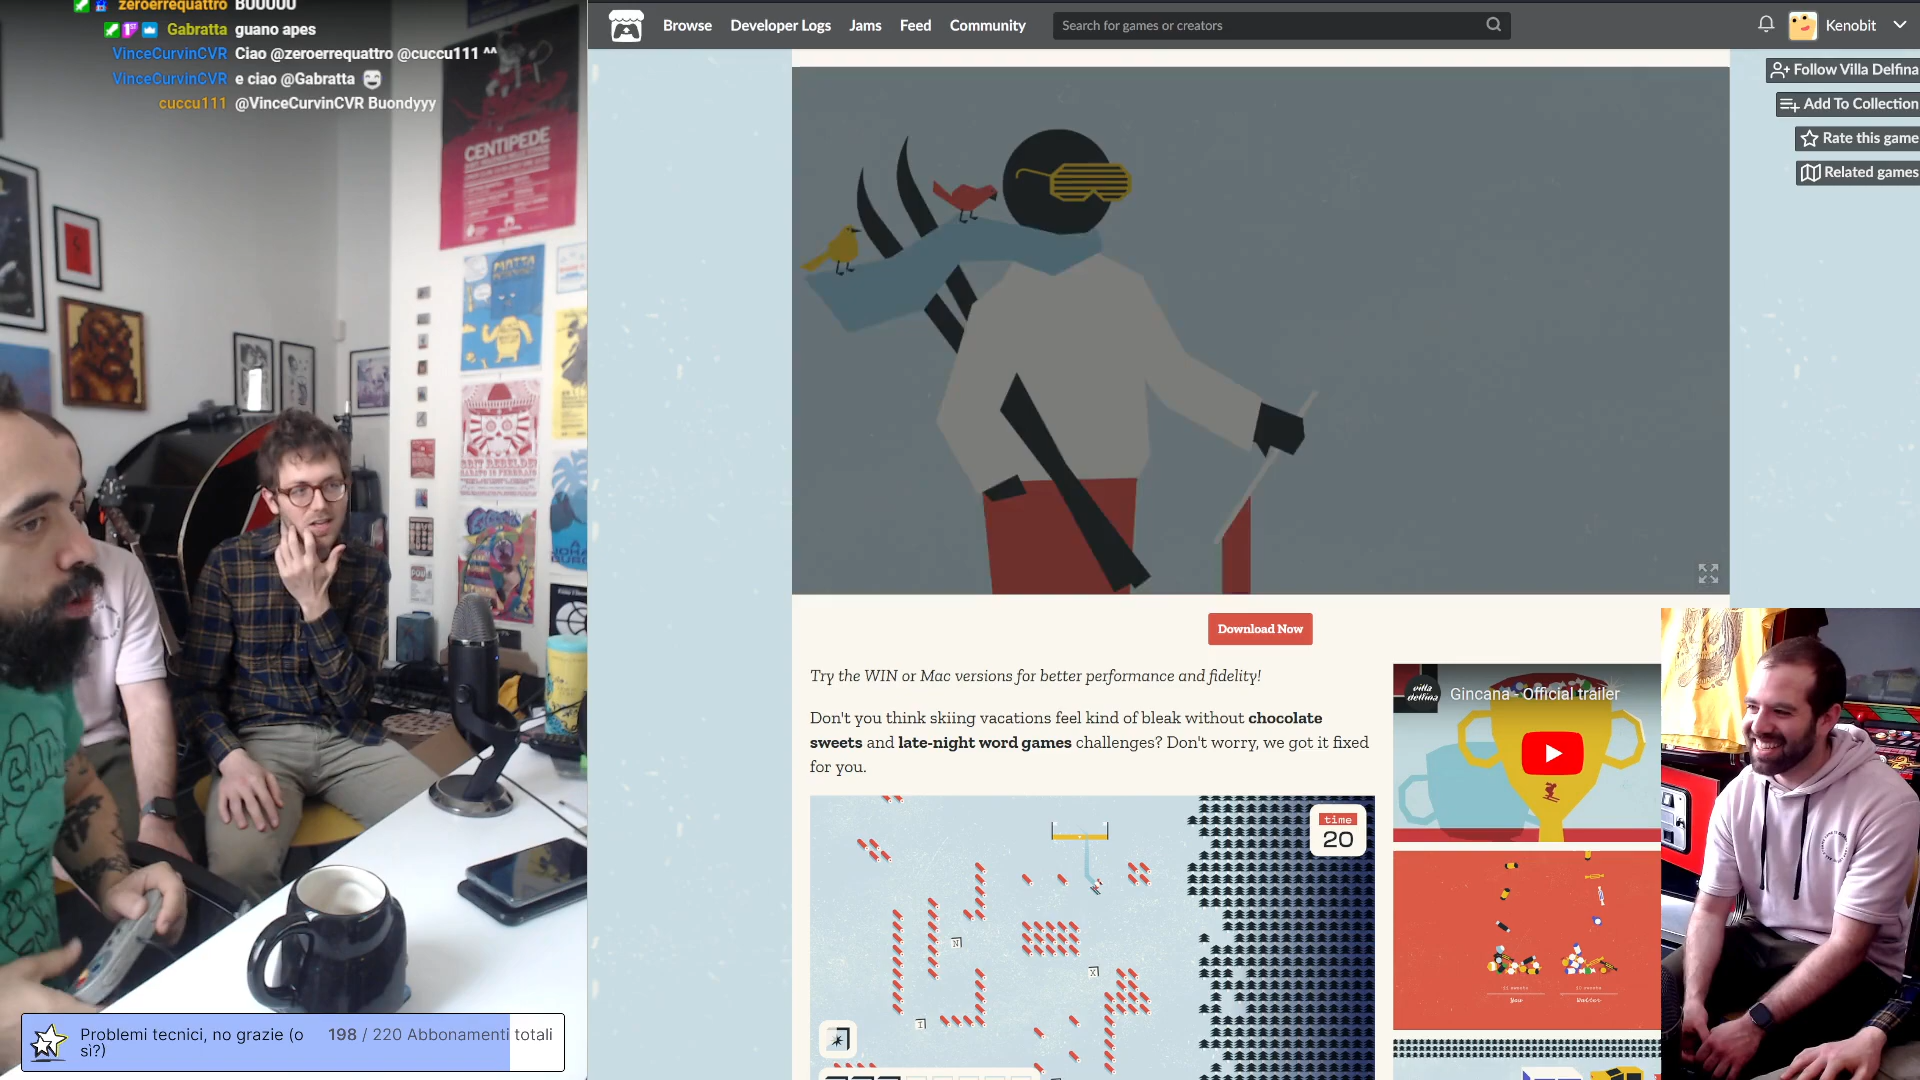 zeroerrequattro BUUUUU
Gabratta guano apes
VinceCurvinCVR Ciao @zeroerrequattro @cuccu111 ^^
VinceCurvinCVR e ciao @Gabratta
cuccu111 @VinceCurvinCVR Buondyyy
CENTIPEDE
Problemi tecnici, no grazie (o sì?)
198 / 220 Abbonamenti totali
Browse Developer Logs Jams Feed Community
Search for games or creators
Kenobit
Follow Villa Delfina
Add To Collection
Rate this game
Related games
Download Now
Try the WIN or Mac versions for better performance and fidelity!
Don't you think skiing vacations feel kind of bleak without chocolate
sweets and late-night word games challenges? Don't worry, we got it fixed
for you.
time
20
N
X
I
villa delfina
Gincana - Official trailer
You